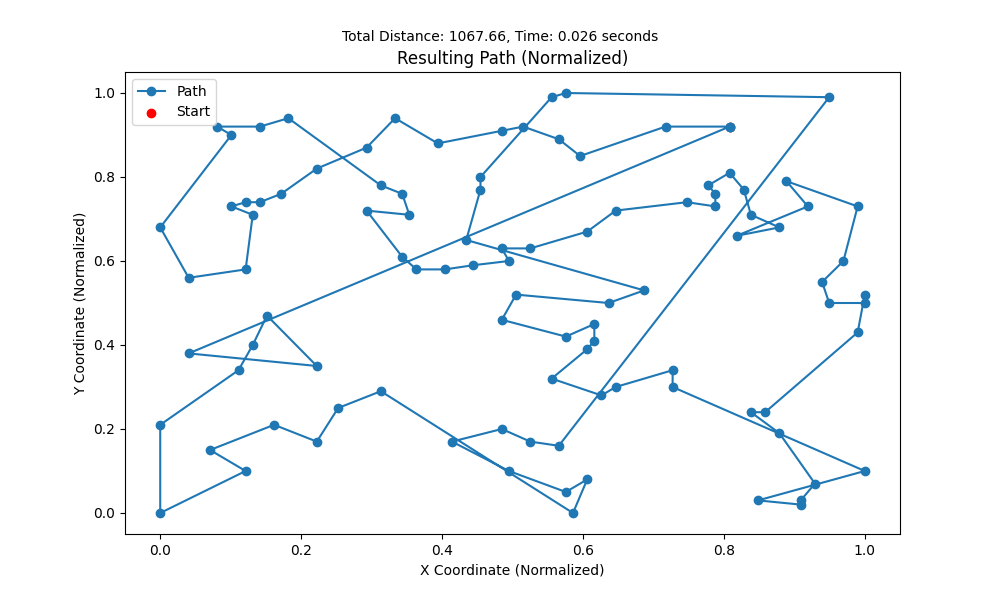 Total Distance: 1067.66, Time: 0.026 seconds
Resulting Path (Normalized)
Path
Start
Y Coordinate (Normalized)
1.0
0.8
0.6
0.4
0.2
0.0
0.0 0.2 0.4 0.6 0.8 1.0
X Coordinate (Normalized)